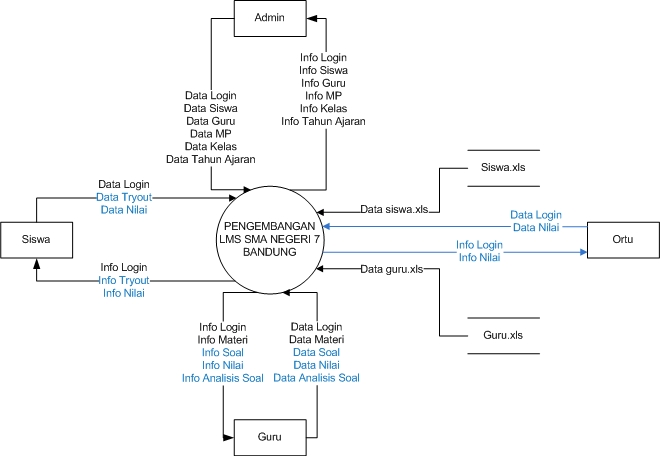 Admin
Info Login
Info Siswa
Info Guru
Info MP
Info Kelas
Info Tahun Ajaran
Data Login
Data Siswa
Data Guru
Data MP
Data Kelas
Data Tahun Ajaran
Siswa.xls
Data Login
Data Tryout
Data Nilai
Data siswa.xls
Data Login
Data Nilai
Siswa
PENGEMBANGAN
LMS SMA NEGERI 7
BANDUNG
Ortu
Info Login
Info Nilai
Info Login
Info Tryout
Info Nilai
Data guru.xls
Guru.xls
Info Login
Info Materi
Info Soal
Info Nilai
Info Analisis Soal
Data Login
Data Materi
Data Soal
Data Nilai
Data Analisis Soal
Guru